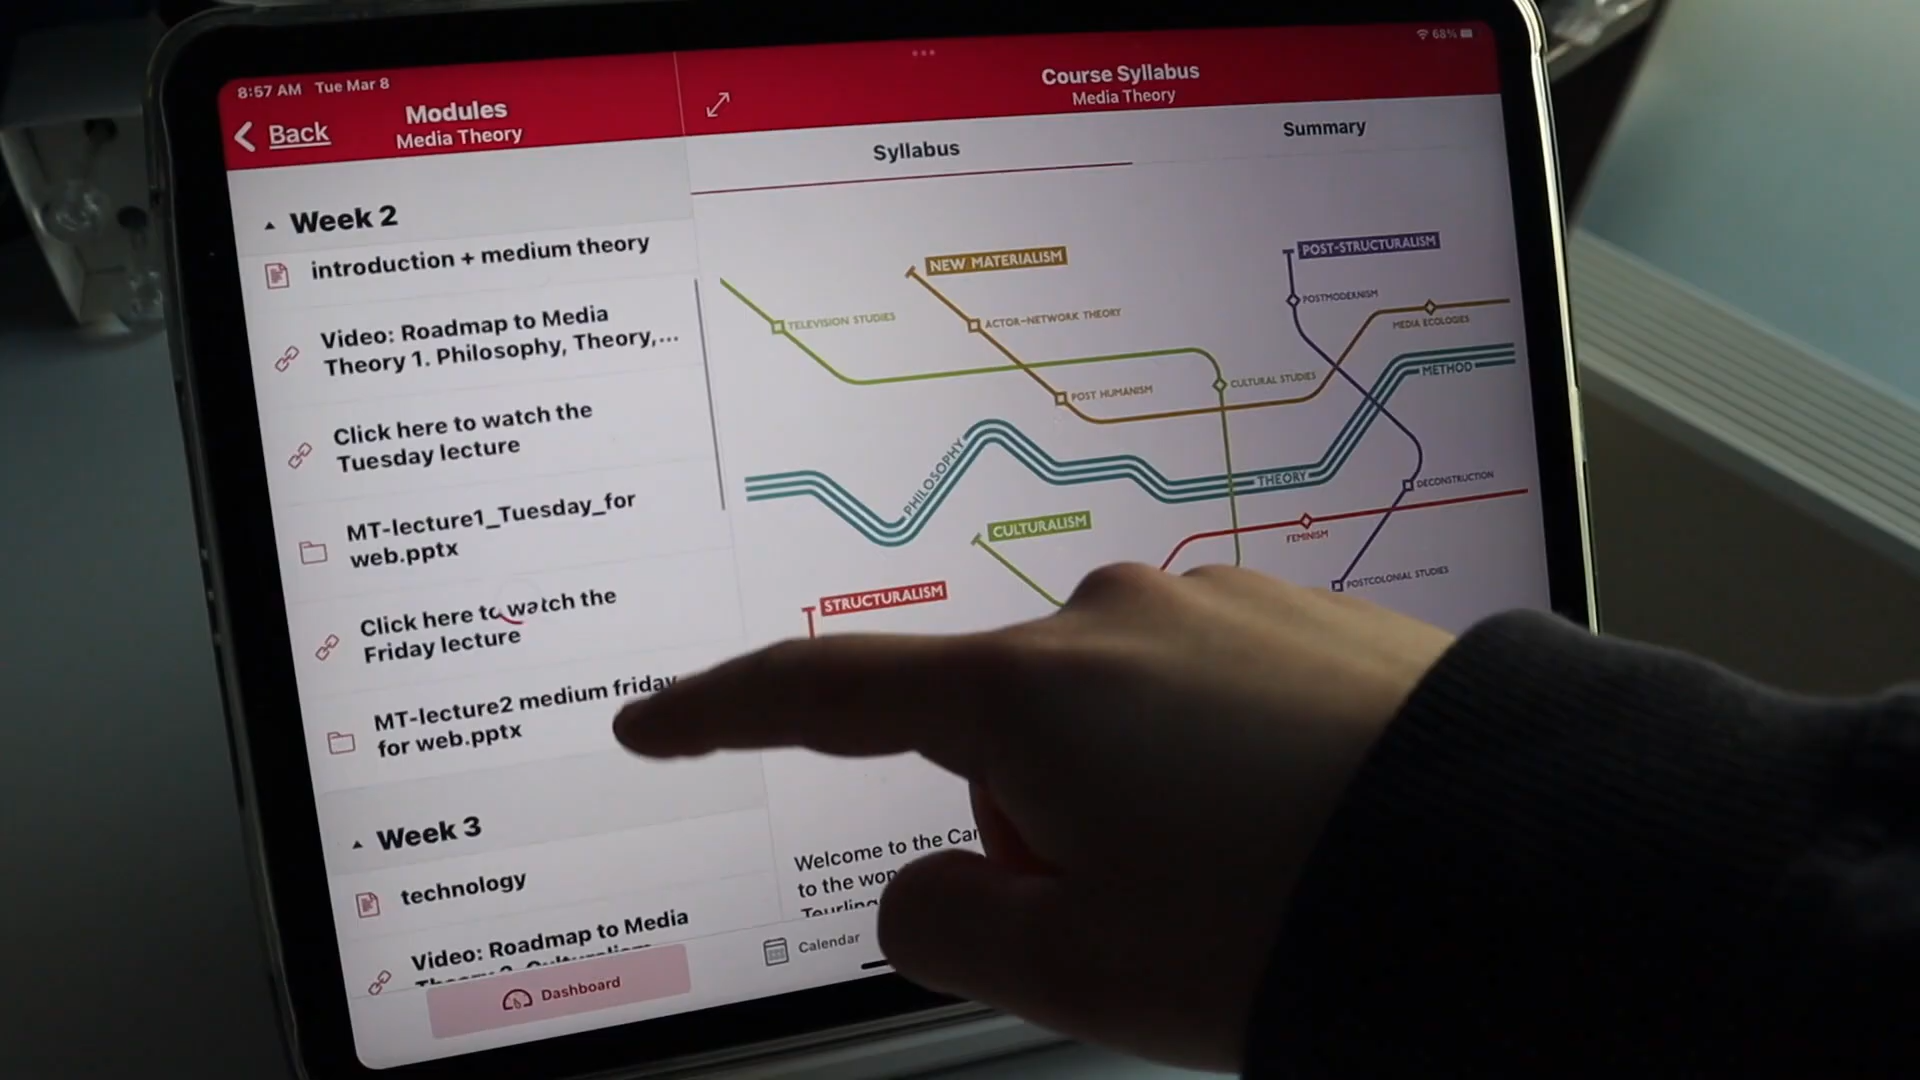 8:57 AM Tue Mar 8
68%
Back
Modules
Media Theory
Course Syllabus
Media Theory
Syllabus
Summary
Week 2
introduction + medium theory
Video: Roadmap to Media
Theory 1. Philosophy, Theory,...
Click here to watch the
Tuesday lecture
MT-lecture1_Tuesday_for
web.pptx
Click here to watch the
Friday lecture
MT-lecture2 medium friday
for web.pptx
Week 3
technology
Video: Roadmap to Media
Dashboard
Calendar
NEW MATERIALISM
POST-STRUCTURALISM
TELEVISION STUDIES
ACTOR-NETWORK THEORY
POSTMODERNISM
MEDIA ECOLOGIES
POST HUMANISM
CULTURAL STUDIES
METHOD
PHILOSOPHY
THEORY
DECONSTRUCTION
CULTURALISM
FEMINISM
POSTCOLONIAL STUDIES
STRUCTURALISM
Welcome to the
to the